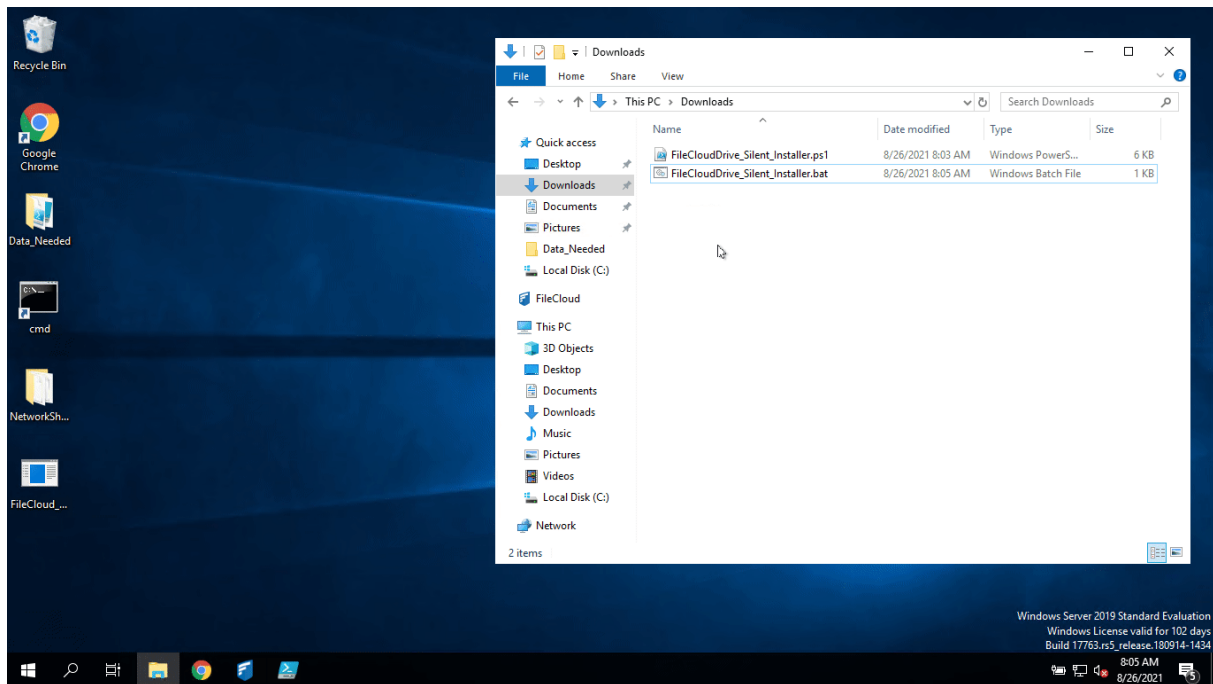 Recycle Bin
Google
Chrome
Data_Needed
C:\_
cmd
NetworkSh...
FileCloud_...
Downloads
File Home Share View
This PC > Downloads
Search Downloads
Quick access
Desktop
Downloads
Documents
Pictures
Data_Needed
Local Disk (C:)
FileCloud
This PC
3D Objects
Desktop
Documents
Downloads
Music
Pictures
Videos
Local Disk (C:)
Network
Name Date modified Type Size
FileCloudDrive_Silent_Installer.ps1 8/26/2021 8:03 AM Windows PowerS... 6 KB
FileCloudDrive_Silent_Installer.bat 8/26/2021 8:05 AM Windows Batch File 1 KB
2 items
Windows Server 2019 Standard Evaluation
Windows License valid for 102 days
Build 17763.rs5_release.180914-1434
8:05 AM
8/26/2021
5